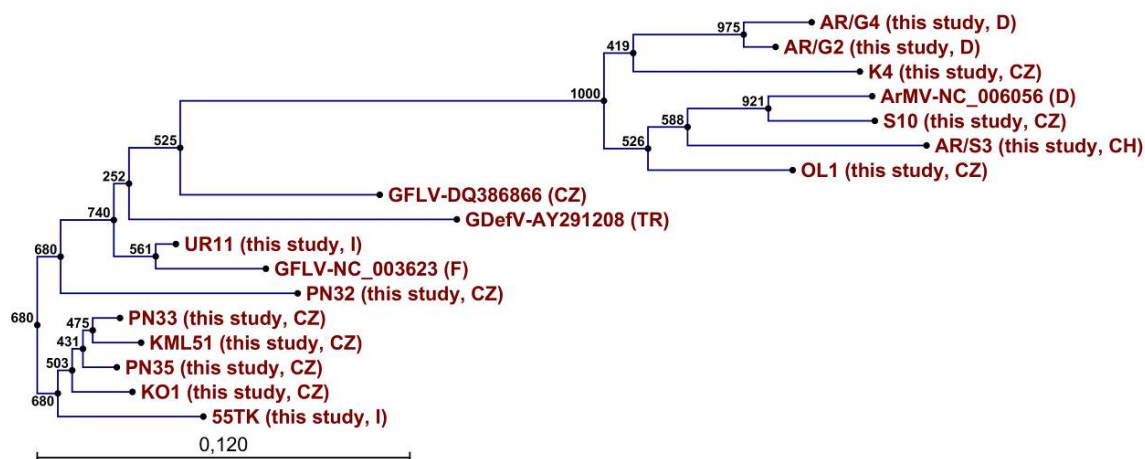 975
AR/G4 (this study, D)
419
AR/G2 (this study, D)
K4 (this study, CZ)
1000
921
ArMV-NC_006056 (D)
588
S10 (this study, CZ)
526
AR/S3 (this study, CH)
525
OL1 (this study, CZ)
252
GFLV-DQ386866 (CZ)
740
GDefV-AY291208 (TR)
680
561
UR11 (this study, I)
GFLV-NC_003623 (F)
PN32 (this study, CZ)
680
475
PN33 (this study, CZ)
431
KML51 (this study, CZ)
503
PN35 (this study, CZ)
680
KO1 (this study, CZ)
55TK (this study, I)
0,120